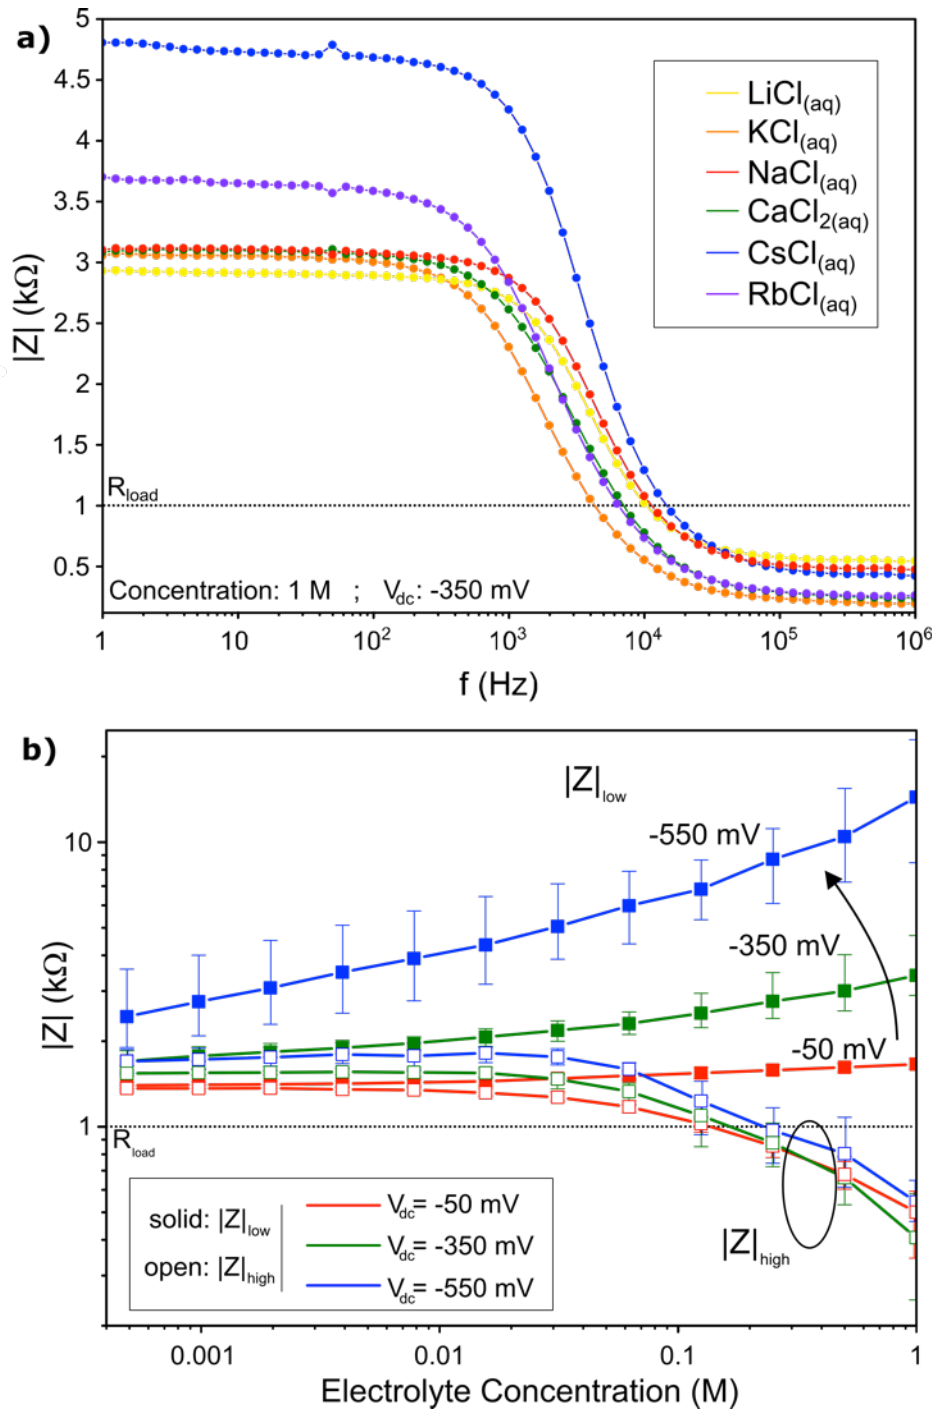 a)
5
4.5
4
3.5
3
2.5
2
1.5
1
0.5
|Z| (kΩ)
LiCl(aq)
KCl(aq)
NaCl(aq)
CaCl2(aq)
CsCl(aq)
RbCl(aq)
Rload
Concentration: 1 M ; Vdc: -350 mV
1 10 10² 10³ 10⁴ 10⁵ 10⁶
f (Hz)
b)
|Z|low
-550 mV
10
-350 mV
|Z| (kΩ)
-50 mV
1
Rload
solid: |Z|low
open: |Z|high
Vdc= -50 mV
Vdc= -350 mV
Vdc= -550 mV
|Z|high
0.001 0.01 0.1 1
Electrolyte Concentration (M)